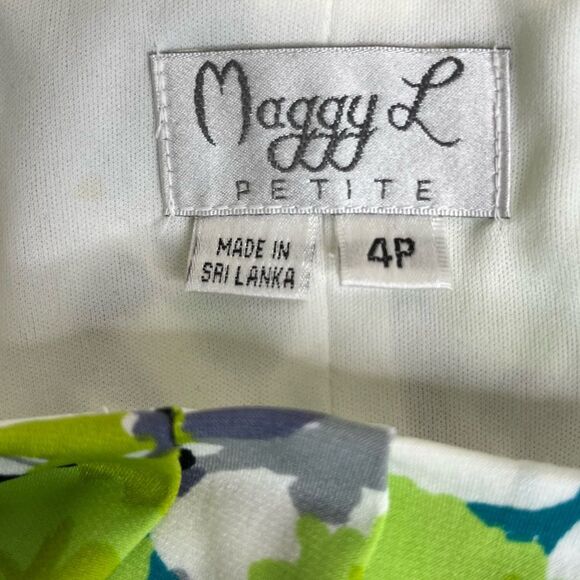 Maggy L
PETITE
MADE IN
SRI LANKA
4P